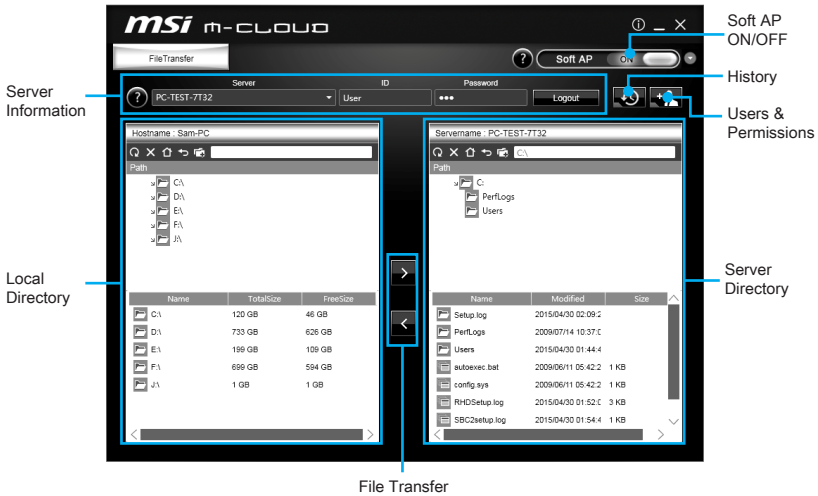 msi m-cloud
Soft AP
ON/OFF
FileTransfer
? Soft AP ON
History
Server
Information
Server ID Password
? PC-TEST-7T32 User ••• Logout
Users &
Permissions
Hostname : Sam-PC
Path
C:\
D:\
E:\
F:\
J:\
Servername : PC-TEST-7T32
C:\
Path
C:
PerfLogs
Users
Local
Directory
Name TotalSize FreeSize
C:\ 120 GB 46 GB
D:\ 733 GB 626 GB
E:\ 199 GB 109 GB
F:\ 699 GB 594 GB
J:\ 1 GB 1 GB
Server
Directory
Name Modified Size
Setup.log 2015/04/30 02:09:2
PerfLogs 2009/07/14 10:37:0
Users 2015/04/30 01:44:4
autoexec.bat 2009/06/11 05:42:2 1 KB
config.sys 2009/06/11 05:42:2 1 KB
RHDSetup.log 2015/04/30 01:52:0 3 KB
SBC2setup.log 2015/04/30 01:54:4 1 KB
File Transfer